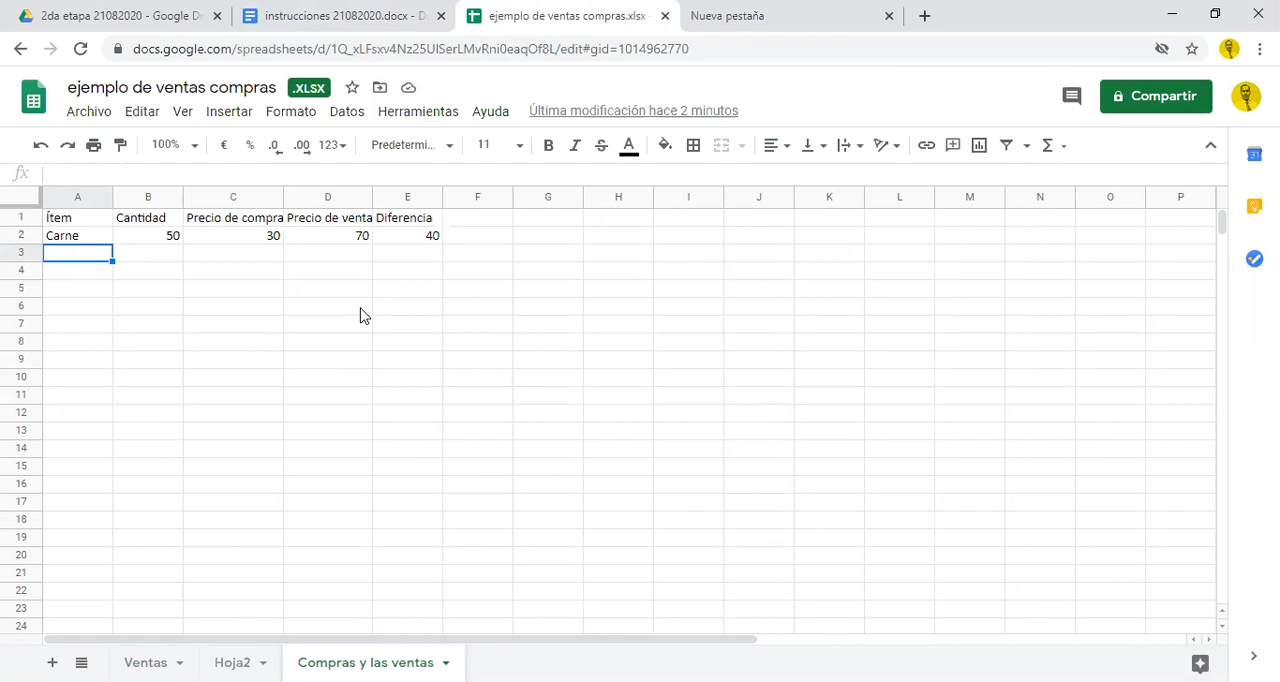 2da etapa 21082020 - Google D
instrucciones 21082020.docx - D
ejemplo de ventas compras.xlsx
Nueva pestaña
docs.google.com/spreadsheets/d/1Q_xLFsxv4Nz25UISerLMvRni0eaqOf8L/edit#gid=1014962770
ejemplo de ventas compras .XLSX
Compartir
Archivo Editar Ver Insertar Formato Datos Herramientas Ayuda Última modificación hace 2 minutos
100% € % .0 .00 123 Predetermi... 11 B I S A Σ
31
fx
A B C D E F G H I J K L M N O P
1 Ítem Cantidad Precio de compra Precio de venta Diferencia
2 Carne 50 30 70 40
3
4
5
6
7
8
9
10
11
12
13
14
15
16
17
18
19
20
21
22
23
24
+ Ventas Hoja2 Compras y las ventas